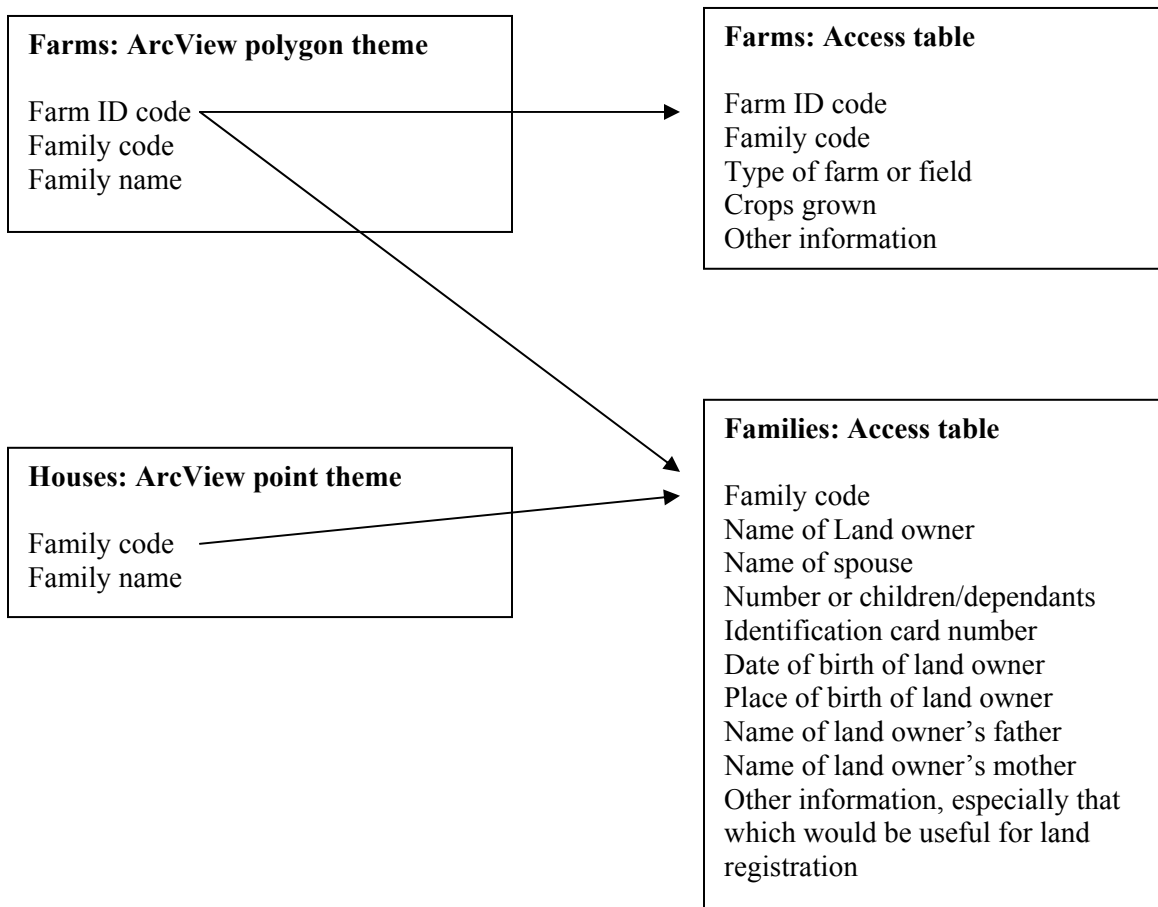 Farms: ArcView polygon theme
Farm ID code
Family code
Family name
Farms: Access table
Farm ID code
Family code
Type of farm or field
Crops grown
Other information
Houses: ArcView point theme
Family code
Family name
Families: Access table
Family code
Name of Land owner
Name of spouse
Number or children/dependants
Identification card number
Date of birth of land owner
Place of birth of land owner
Name of land owner’s father
Name of land owner’s mother
Other information, especially that
which would be useful for land
registration